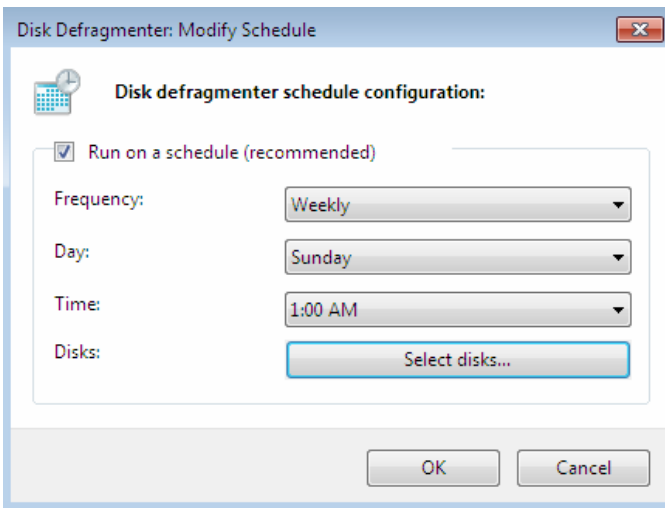 Disk Defragmenter: Modify Schedule
Disk defragmenter schedule configuration:
Run on a schedule (recommended)
Frequency: Weekly
Day: Sunday
Time: 1:00 AM
Disks: Select disks...
OK Cancel